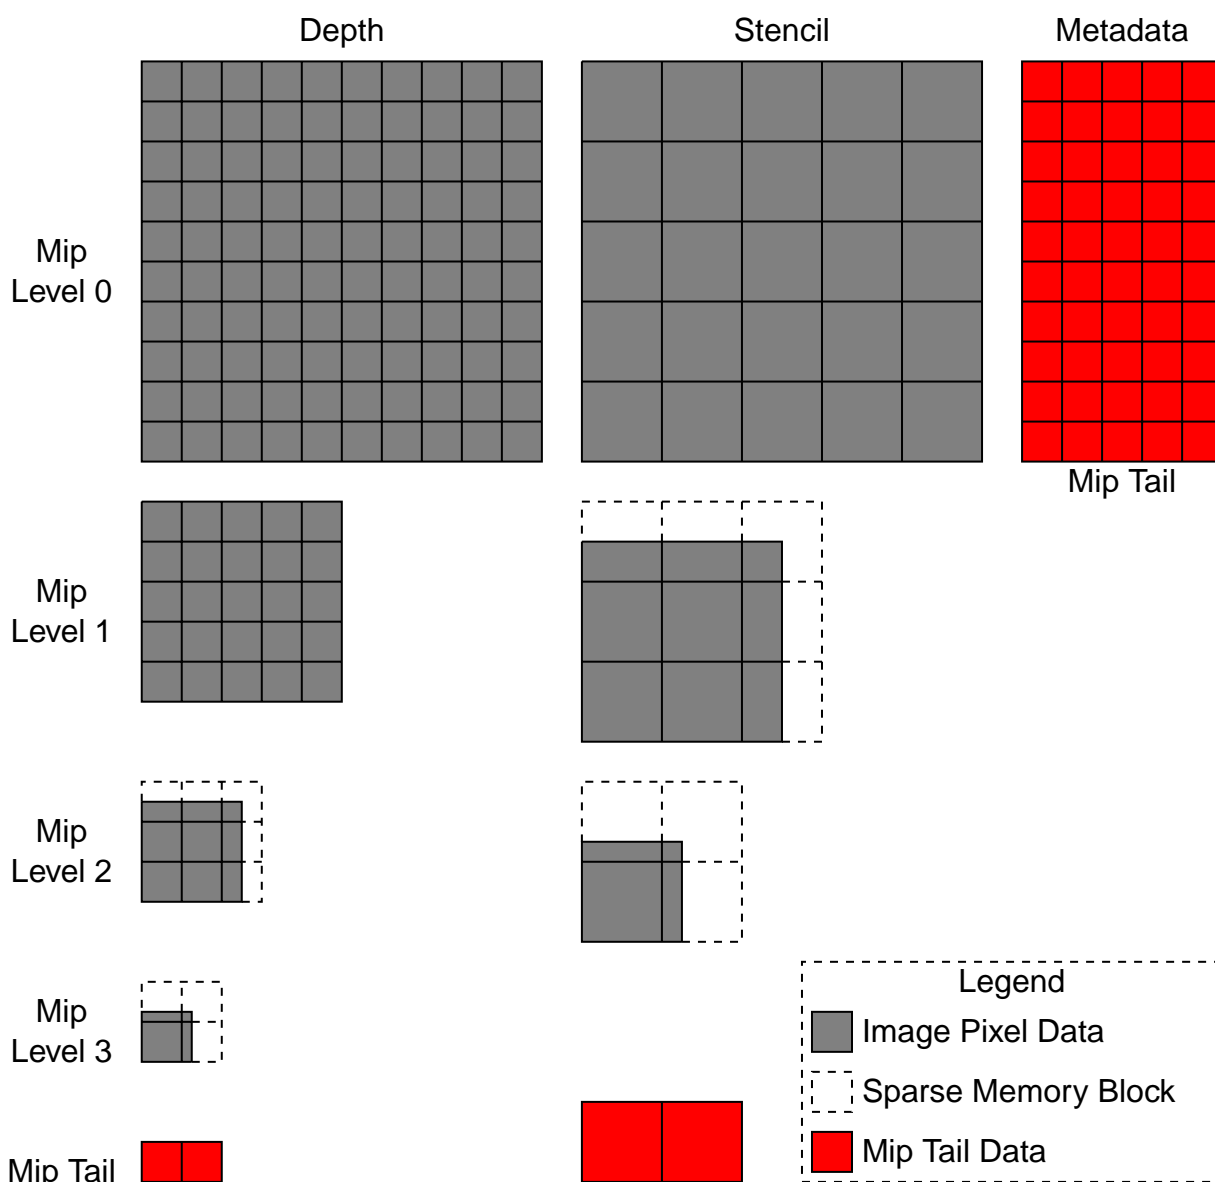 Depth
Stencil
Metadata
Mip
Level 0
Mip Tail
Mip
Level 1
Mip
Level 2
Mip
Level 3
Legend
Image Pixel Data
Sparse Memory Block
Mip Tail Data
Mip Tail